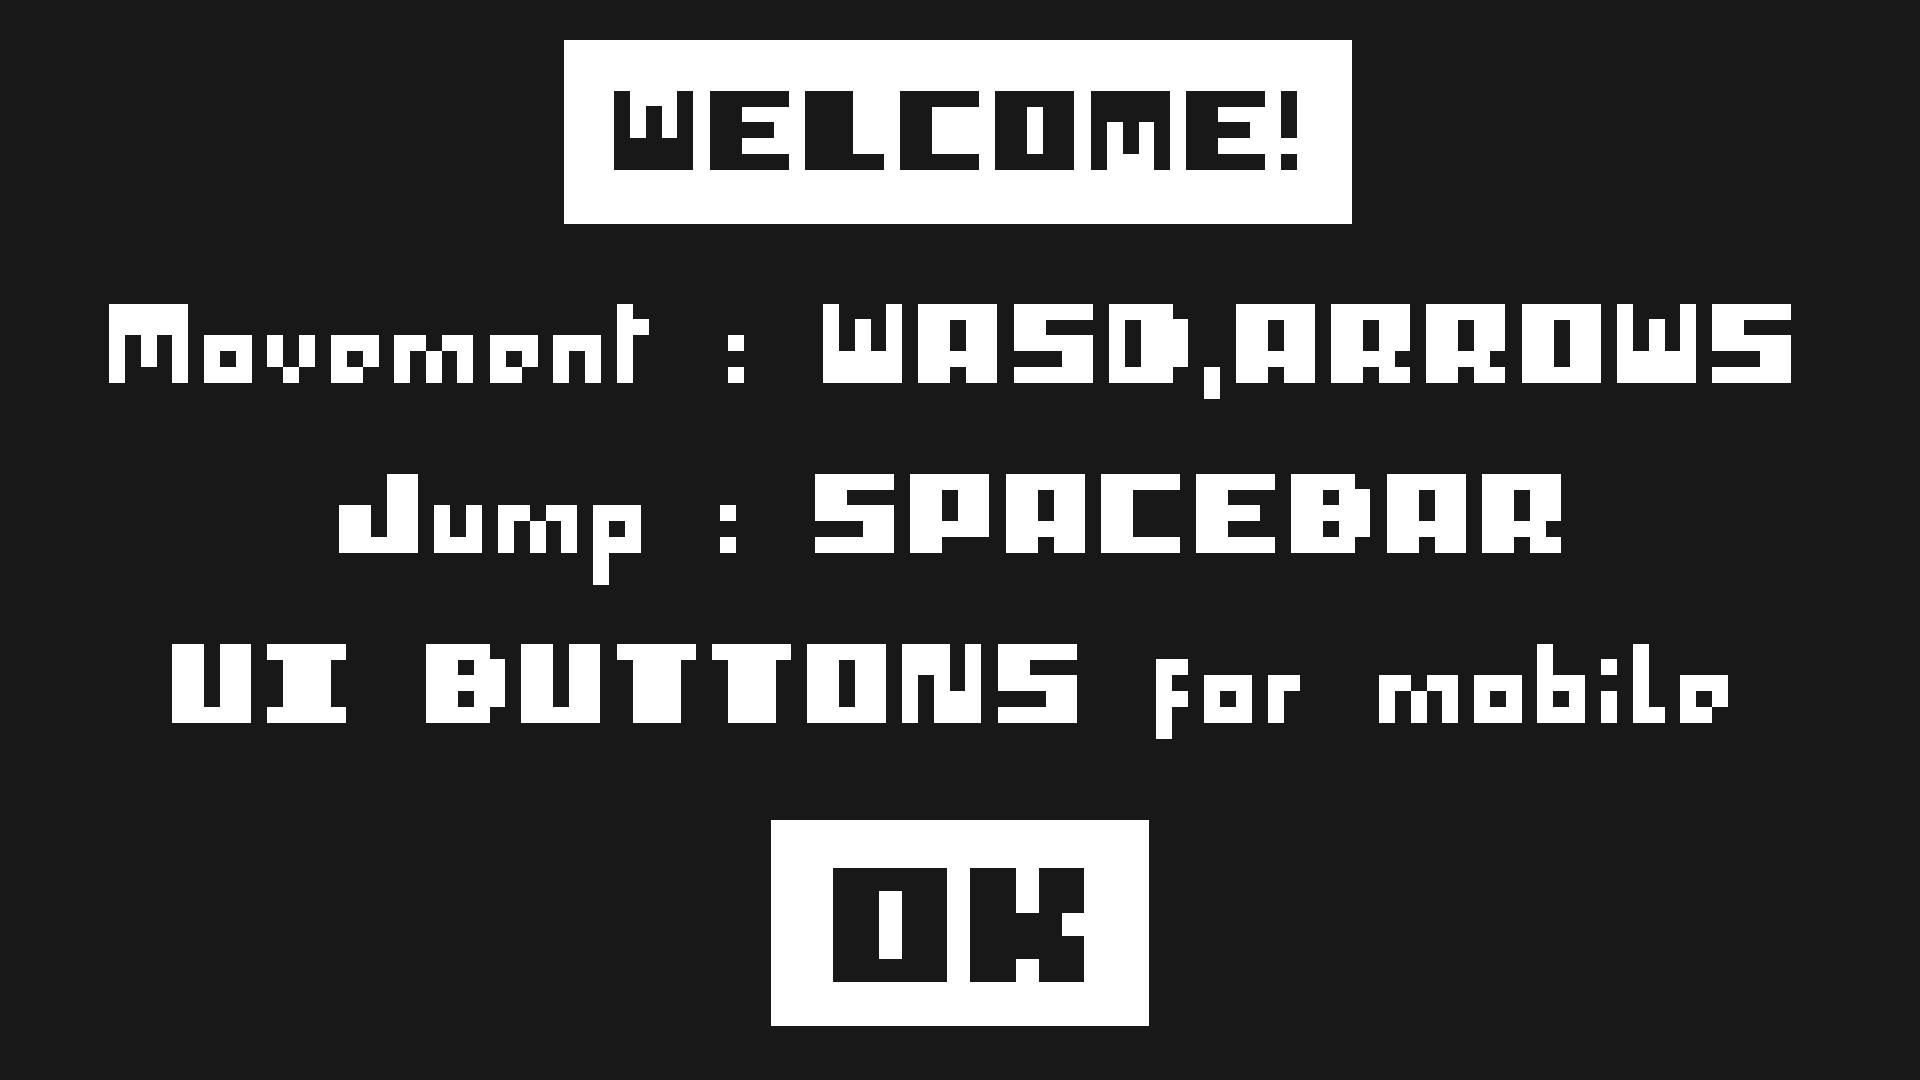 WELCOME!
Movement : WASD,ARROWS
Jump : SPACEBAR
UI BUTTONS for mobile
OK